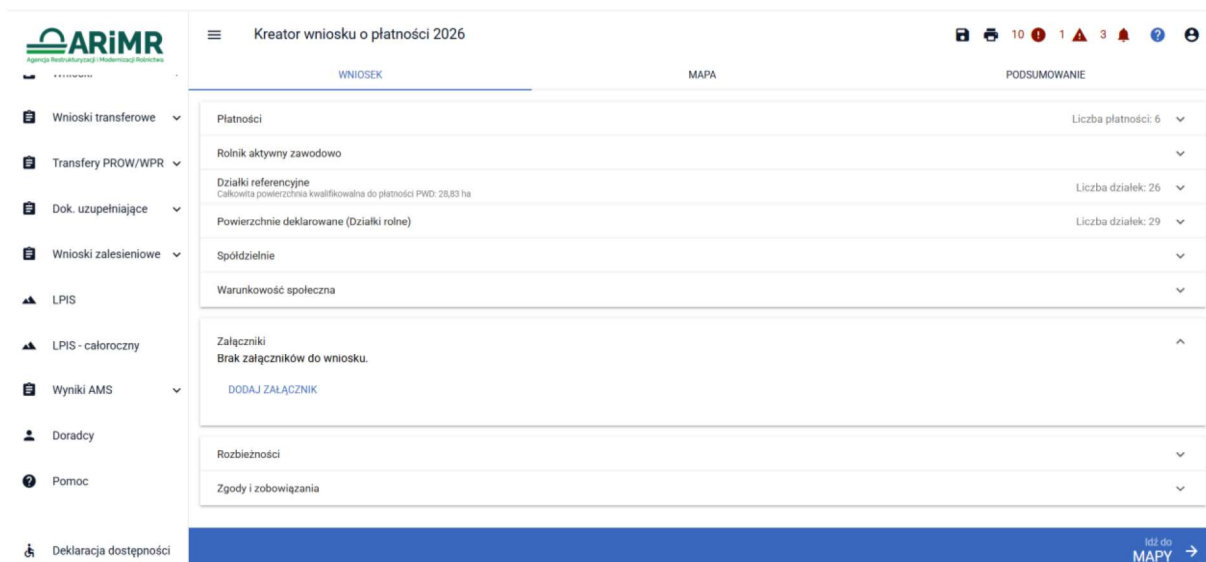 ARiMR
Agencja Restrukturyzacji i Modernizacji Rolnictwa
Kreator wniosku o płatności 2026
10 1 3
WNIOSEK MAPA PODSUMOWANIE
Wnioski transferowe
Transfery PROW/WPR
Dok. uzupełniające
Wnioski zalesieniowe
LPIS
LPIS - całoroczny
Wyniki AMS
Doradcy
Pomoc
Deklaracja dostępności
Płatności Liczba płatności: 6
Rolnik aktywny zawodowo
Działki referencyjne Liczba działek: 26
Całkowita powierzchnia kwalifikowalna do płatności PWD: 28,83 ha
Powierzchnie deklarowane (Działki rolne) Liczba działek: 29
Spółdzielnie
Warunkowość społeczna
Załączniki
Brak załączników do wniosku.
DODAJ ZAŁĄCZNIK
Rozbieżności
Zgody i zobowiązania
Idź do
MAPY